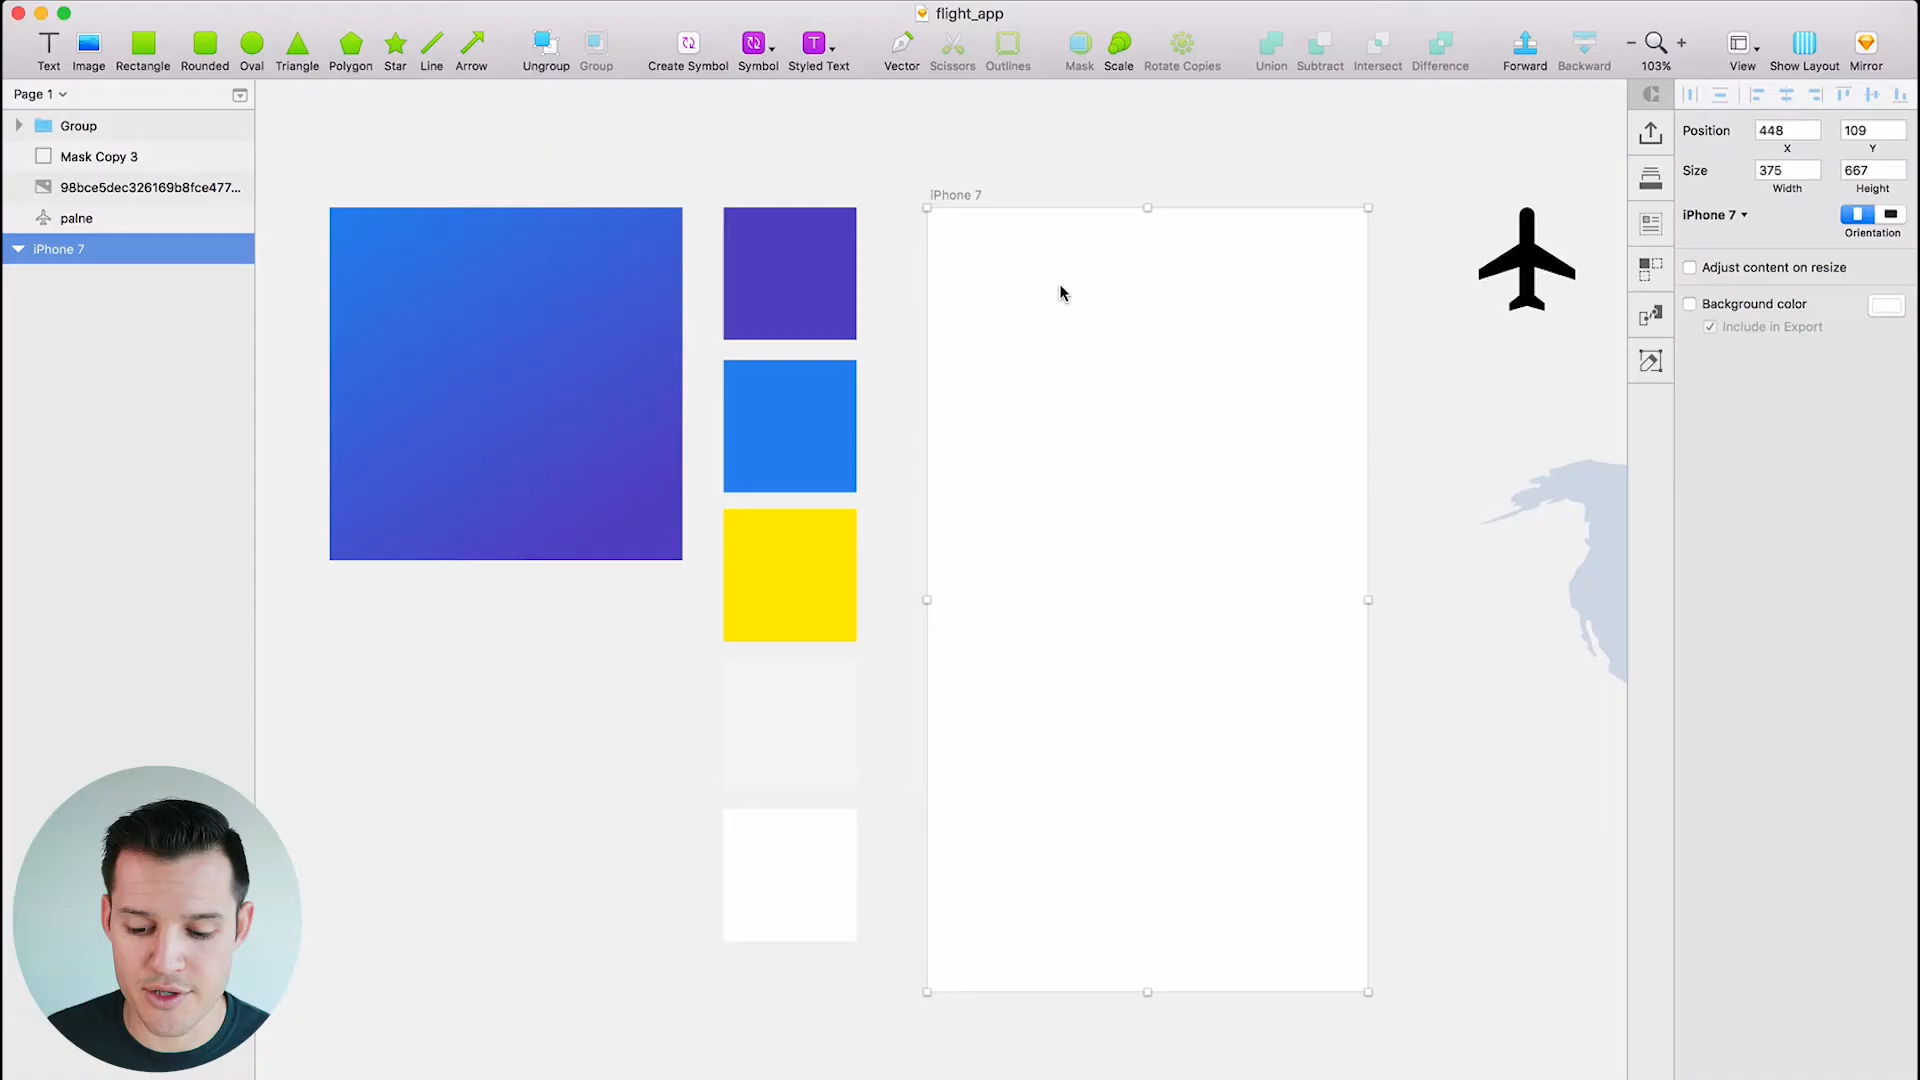 flight_app
Text Image Rectangle Rounded Oval Triangle Polygon Star Line Arrow Ungroup Group Create Symbol Symbol Styled Text Vector Scissors Outlines Mask Scale Rotate Copies Union Subtract Intersect Difference Forward Backward 103% View Show Layout Mirror
Page 1
Group
Mask Copy 3
98bce5dec326169b8fce477...
palne
iPhone 7
iPhone 7
Position 448 109
X Y
Size 375 667
Width Height
iPhone 7
Orientation
Adjust content on resize
Background color
Include in Export